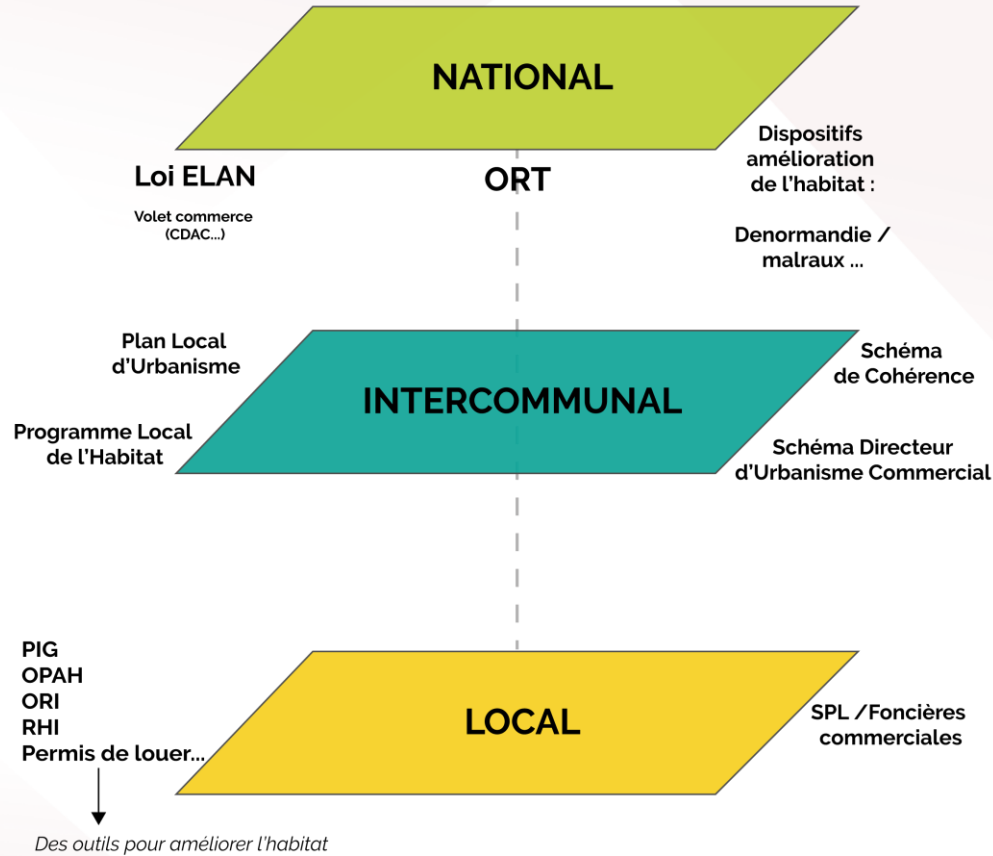 NATIONAL
Loi ELAN
Volet commerce
(CDAC...)
ORT
Dispositifs
amélioration
de l'habitat :
Denormandie /
malraux ...
Plan Local
d'Urbanisme
Programme Local
de l'Habitat
INTERCOMMUNAL
Schéma
de Cohérence
Schéma Directeur
d'Urbanisme Commercial
PIG
OPAH
ORI
RHI
Permis de louer...
Des outils pour améliorer l'habitat
LOCAL
SPL /Foncières
commerciales